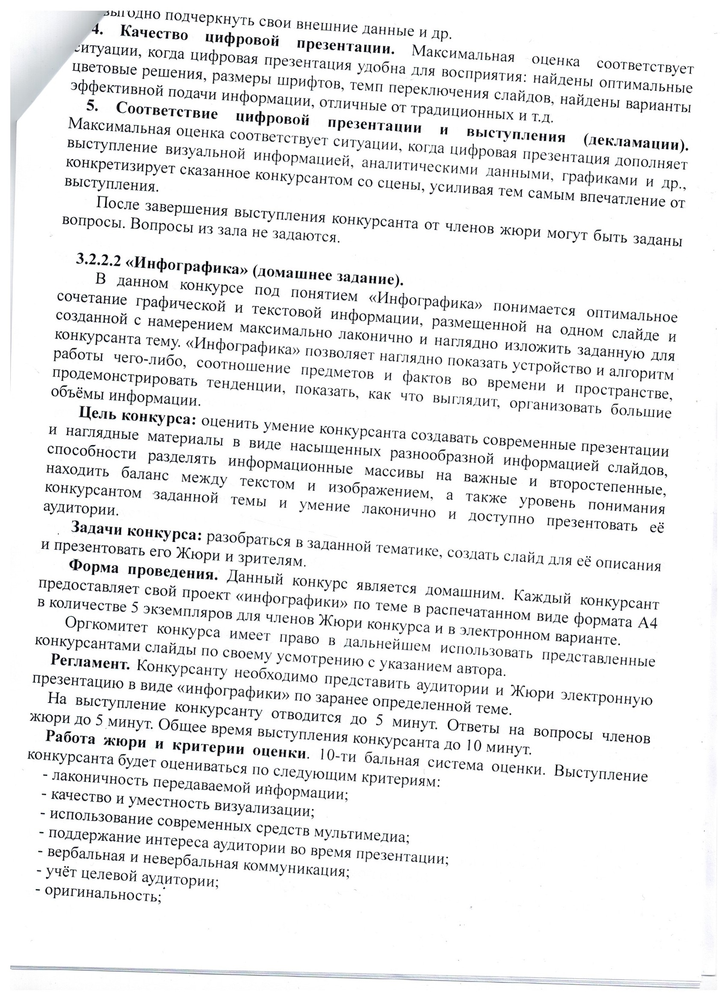 выгодно подчеркнуть свои внешние данные и др.
4. Качество цифровой презентации. Максимальная оценка соответствует
ситуации, когда цифровая презентация удобна для восприятия: найдены оптимальные
цветовые решения, размеры шрифтов, темп переключения слайдов, найдены варианты
эффективной подачи информации, отличные от традиционных и т.д.
5. Соответствие цифровой презентации и выступления (декламации).
Максимальная оценка соответствует ситуации, когда цифровая презентация дополняет
выступление визуальной информацией, аналитическими данными, графиками и др.,
конкретизирует сказанное конкурсантом со сцены, усиливая тем самым впечатление от
выступления.
После завершения выступления конкурсанта от членов жюри могут быть заданы
вопросы. Вопросы из зала не задаются.
3.2.2.2 «Инфографика» (домашнее задание).
В данном конкурсе под понятием «Инфографика» понимается оптимальное
сочетание графической и текстовой информации, размещенной на одном слайде и
созданной с намерением максимально лаконично и наглядно изложить заданную для
конкурсанта тему. «Инфографика» позволяет наглядно показать устройство и алгоритм
работы чего-либо, соотношение предметов и фактов во времени и пространстве,
продемонстрировать тенденции, показать, как что выглядит, организовать большие
объёмы информации.
Цель конкурса: оценить умение конкурсанта создавать современные презентации
и наглядные материалы в виде насыщенных разнообразной информацией слайдов,
способности разделять информационные массивы на важные и второстепенные,
находить баланс между текстом и изображением, а также уровень понимания
конкурсантом заданной темы и умение лаконично и доступно презентовать её
аудитории.
Задачи конкурса: разобраться в заданной тематике, создать слайд для её описания
и презентовать его Жюри и зрителям.
Форма проведения. Данный конкурс является домашним. Каждый конкурсант
предоставляет свой проект «инфографики» по теме в распечатанном виде формата А4
в количестве 5 экземпляров для членов Жюри конкурса и в электронном варианте.
Оргкомитет конкурса имеет право в дальнейшем использовать представленные
конкурсантами слайды по своему усмотрению с указанием автора.
Регламент. Конкурсанту необходимо представить аудитории и Жюри электронную
презентацию в виде «инфографики» по заранее определенной теме.
На выступление конкурсанту отводится до 5 минут. Ответы на вопросы членов
жюри до 5 минут. Общее время выступления конкурсанта до 10 минут.
Работа жюри и критерии оценки. 10-ти бальная система оценки. Выступление
конкурсанта будет оцениваться по следующим критериям:
- лаконичность передаваемой информации;
- качество и уместность визуализации;
- использование современных средств мультимедиа;
- поддержание интереса аудитории во время презентации;
- вербальная и невербальная коммуникация;
- учёт целевой аудитории;
- оригинальность;